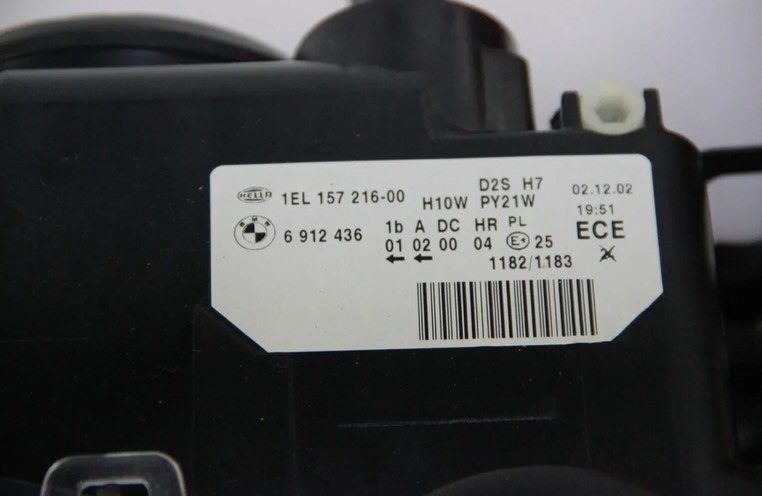 HELLA 1EL 157 216-00 H10W D2S H7 02.12.02
PY21W 19:51
BMW 6 912 436 1b A DC HR PL ECE
01 02 00 04 E1 25
← ← 1182/1183